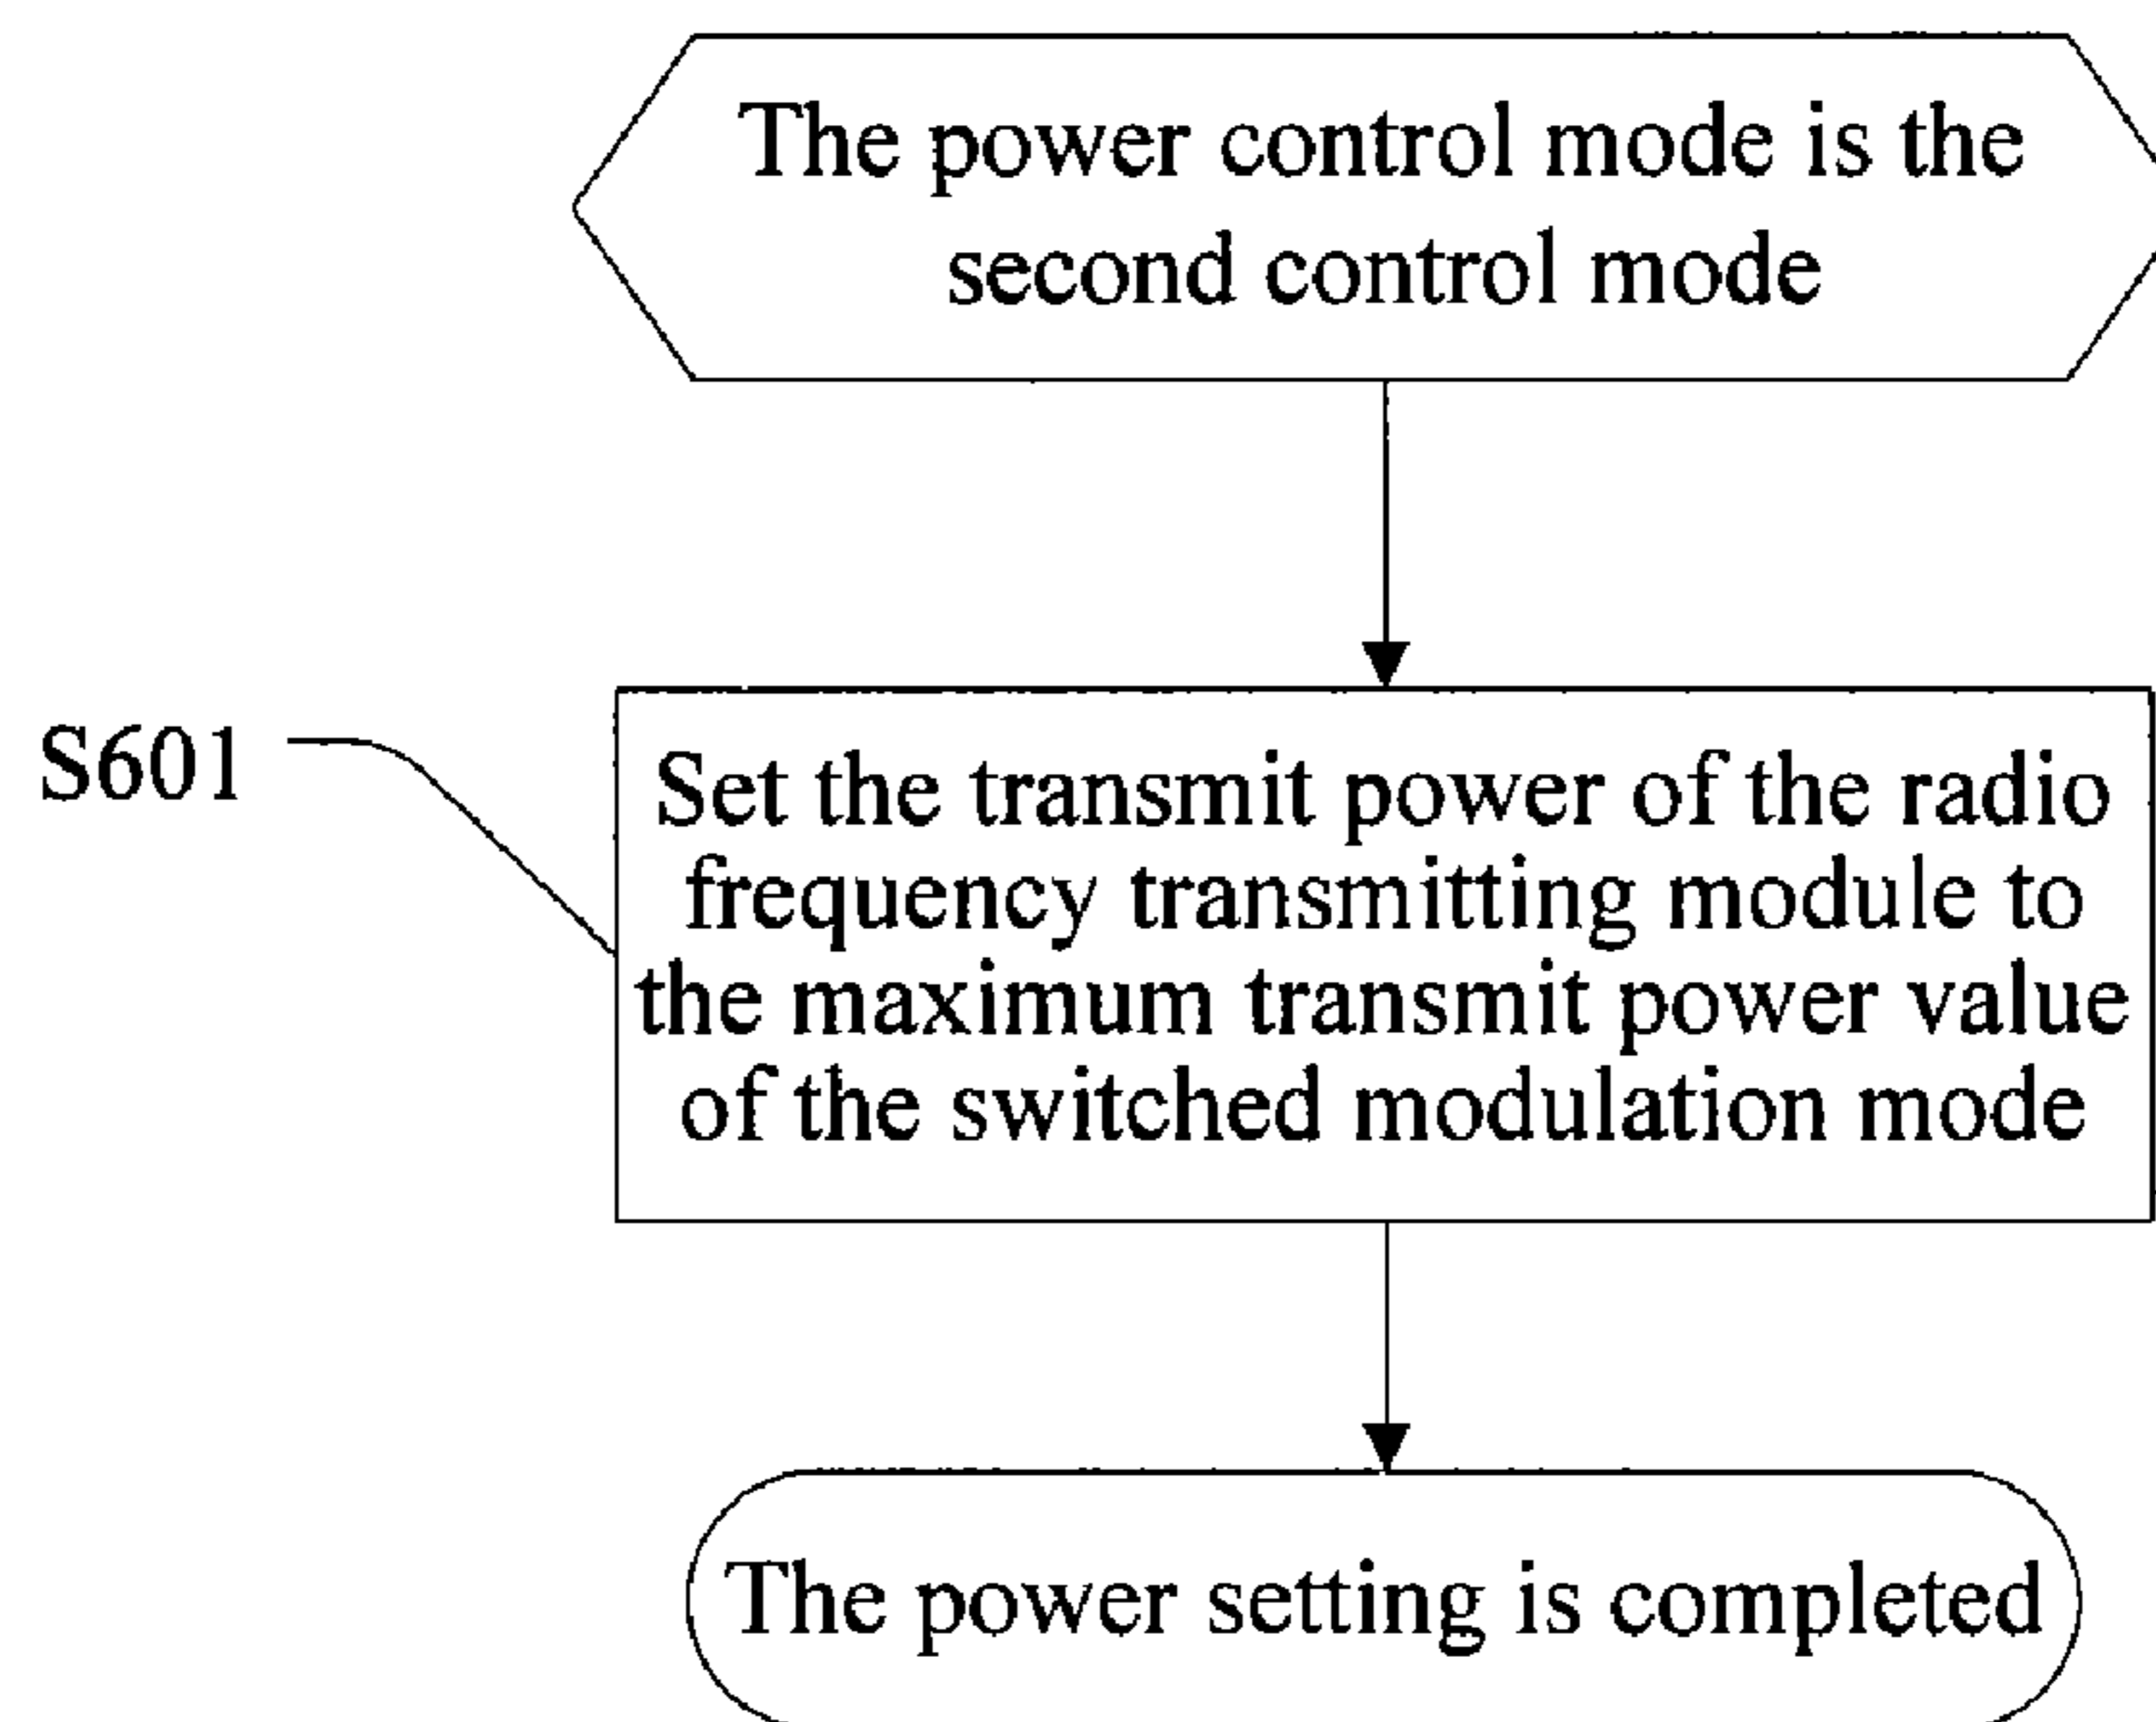 The power control mode is the
second control mode
S601
Set the transmit power of the radio
frequency transmitting module to
the maximum transmit power value
of the switched modulation mode
The power setting is completed